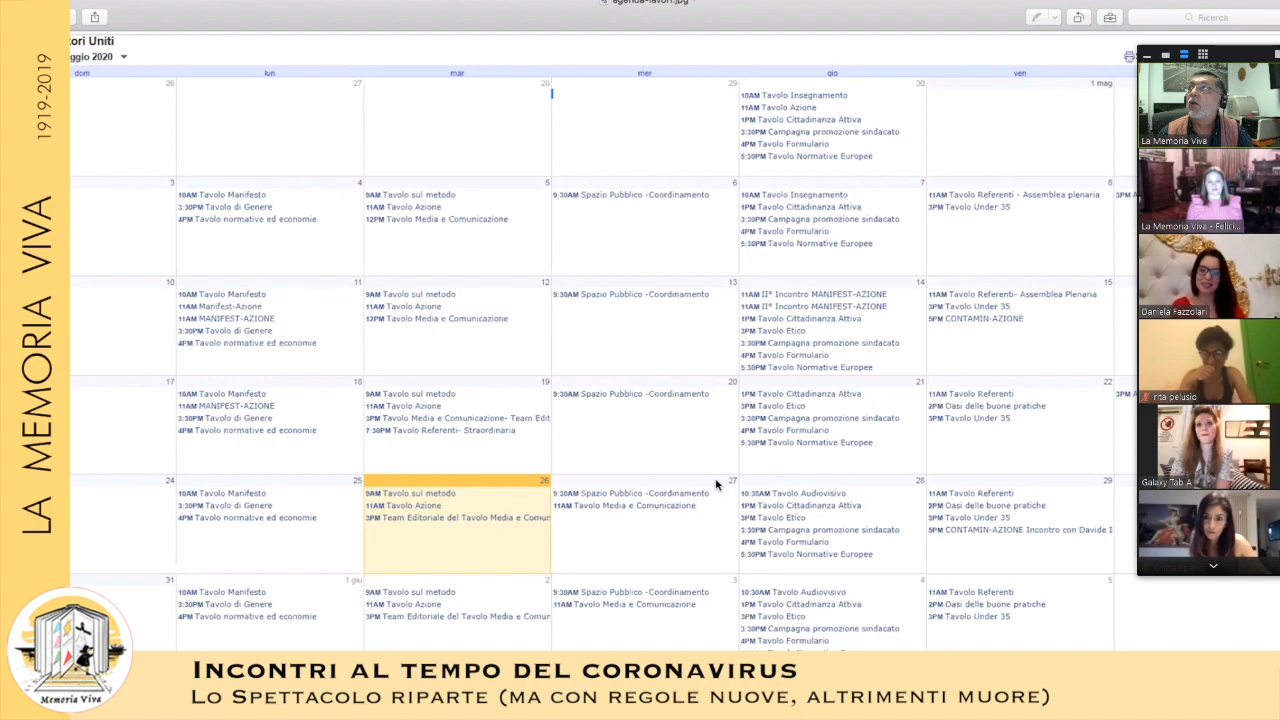 agenda-lavori.jpg
Ricerca
tori Uniti
ggio 2020
dom lun mar mer gio ven
26 27 28 29 30 1 mag
10AM Tavolo Insegnamento
11AM Tavolo Azione
1PM Tavolo Cittadinanza Attiva
3:30PM Campagna promozione sindacato
4PM Tavolo Formulario
5:30PM Tavolo Normative Europee
3 4 5 6 7 8
10AM Tavolo Manifesto
3:30PM Tavolo di Genere
4PM Tavolo normative ed economie
9AM Tavolo sul metodo
11AM Tavolo Azione
12PM Tavolo Media e Comunicazione
9:30AM Spazio Pubblico -Coordinamento
10AM Tavolo Insegnamento
1PM Tavolo Cittadinanza Attiva
3:30PM Campagna promozione sindacato
4PM Tavolo Formulario
5:30PM Tavolo Normative Europee
11AM Tavolo Referenti - Assemblea plenaria
3PM Tavolo Under 35
3PM A
10 11 12 13 14 15
10AM Tavolo Manifesto
11AM Manifest-Azione
11AM MANIFEST-AZIONE
3:30PM Tavolo di Genere
4PM Tavolo normative ed economie
9AM Tavolo sul metodo
11AM Tavolo Azione
12PM Tavolo Media e Comunicazione
9:30AM Spazio Pubblico -Coordinamento
11AM II° Incontro MANIFEST-AZIONE
11AM II° Incontro MANIFEST-AZIONE
1PM Tavolo Cittadinanza Attiva
3PM Tavolo Etico
3:30PM Campagna promozione sindacato
4PM Tavolo Formulario
5:30PM Tavolo Normative Europee
11AM Tavolo Referenti- Assemblea Plenaria
3PM Tavolo Under 35
5PM CONTAMIN-AZIONE
17 18 19 20 21 22
10AM Tavolo Manifesto
11AM MANIFEST-AZIONE
3:30PM Tavolo di Genere
4PM Tavolo normative ed economie
9AM Tavolo sul metodo
11AM Tavolo Azione
3PM Tavolo Media e Comunicazione- Team Edit
7:30PM Tavolo Referenti- Straordinaria
9:30AM Spazio Pubblico -Coordinamento
1PM Tavolo Cittadinanza Attiva
3PM Tavolo Etico
3:30PM Campagna promozione sindacato
4PM Tavolo Formulario
5:30PM Tavolo Normative Europee
11AM Tavolo Referenti
2PM Oasi delle buone pratiche
3PM Tavolo Under 35
3PM A
24 25 26 27 28 29
10AM Tavolo Manifesto
3:30PM Tavolo di Genere
4PM Tavolo normative ed economie
9AM Tavolo sul metodo
11AM Tavolo Azione
3PM Team Editoriale del Tavolo Media e Comun
9:30AM Spazio Pubblico -Coordinamento
11AM Tavolo Media e Comunicazione
10:30AM Tavolo Audiovisivo
1PM Tavolo Cittadinanza Attiva
3PM Tavolo Etico
3:30PM Campagna promozione sindacato
4PM Tavolo Formulario
5:30PM Tavolo Normative Europee
11AM Tavolo Referenti
2PM Oasi delle buone pratiche
3PM Tavolo Under 35
5PM CONTAMIN-AZIONE Incontro con Davide I
31 1 giu 2 3 4 5
10AM Tavolo Manifesto
3:30PM Tavolo di Genere
4PM Tavolo normative ed economie
9AM Tavolo sul metodo
11AM Tavolo Azione
3PM Team Editoriale del Tavolo Media e Comun
9:30AM Spazio Pubblico -Coordinamento
11AM Tavolo Media e Comunicazione
10:30AM Tavolo Audiovisivo
1PM Tavolo Cittadinanza Attiva
3PM Tavolo Etico
3:30PM Campagna promozione sindacato
4PM Tavolo Formulario
11AM Tavolo Referenti
2PM Oasi delle buone pratiche
3PM Tavolo Under 35
La Memoria Viva
La Memoria Viva - Felici...
Daniela Fazzolari
rita pelusio
Galaxy Tab A
LA MEMORIA VIVA 1919-2019
Memoria Viva
INCONTRI AL TEMPO DEL CORONAVIRUS
LO SPETTACOLO RIPARTE (MA CON REGOLE NUOVE, ALTRIMENTI MUORE)